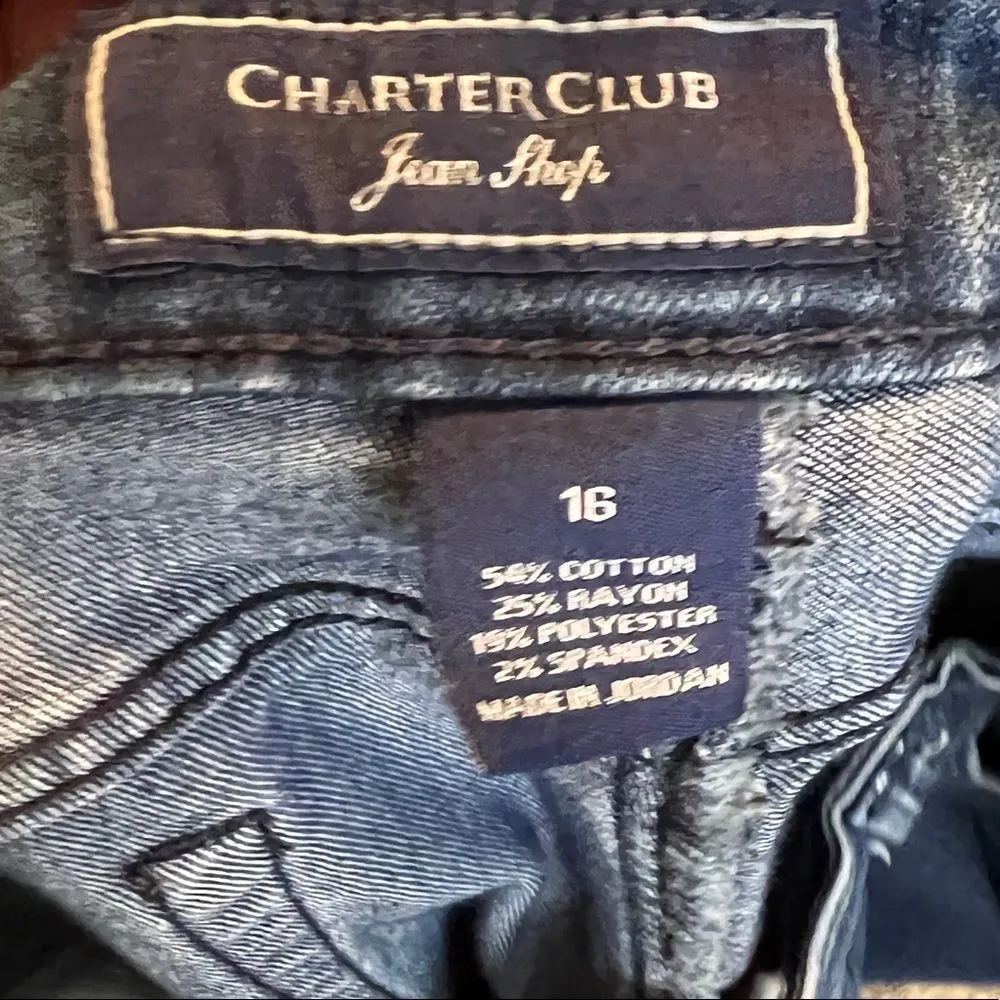 CHARTER CLUB
Jean Shop
16
54% COTTON
25% RAYON
19% POLYESTER
2% SPANDEX
MADE IN JORDAN